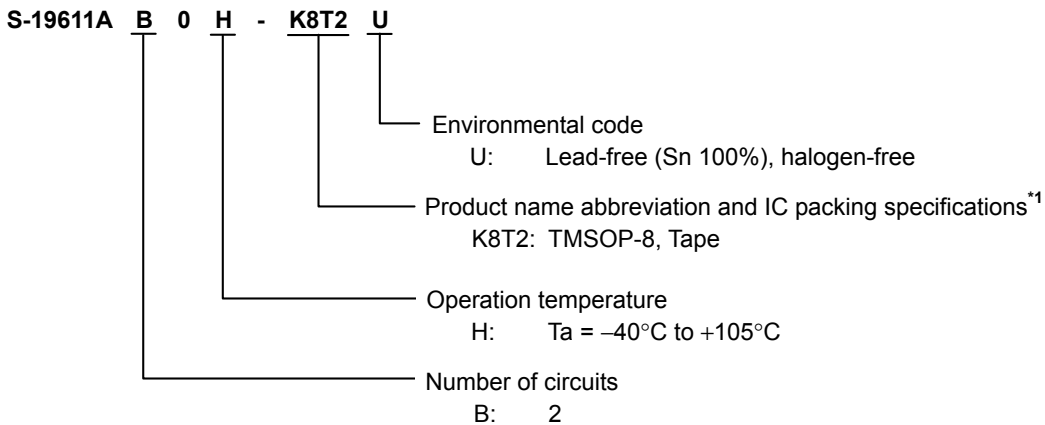 S-19611A B 0 H - K8T2 U
Environmental code
U: Lead-free (Sn 100%), halogen-free
Product name abbreviation and IC packing specifications*1
K8T2: TMSOP-8, Tape
Operation temperature
H: Ta = −40°C to +105°C
Number of circuits
B: 2